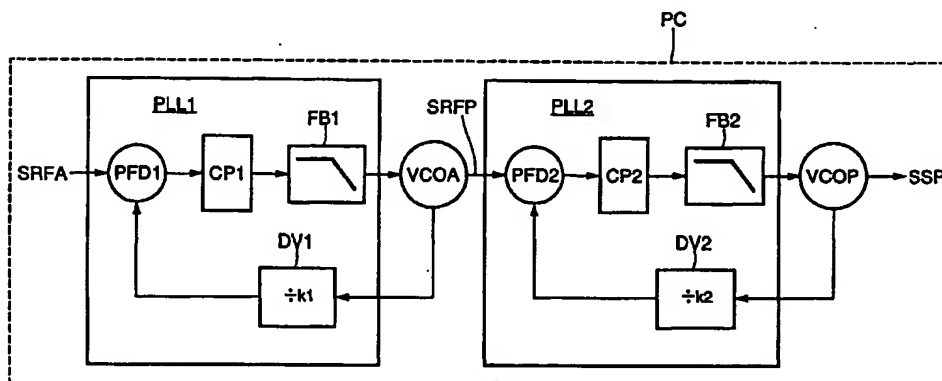 PC
PLL1
FB1
SRFP
PLL2
FB2
SRFA
PFD1
CP1
VCOA
PFD2
CP2
VCOP
SSP
DV1
÷k1
DV2
÷k2